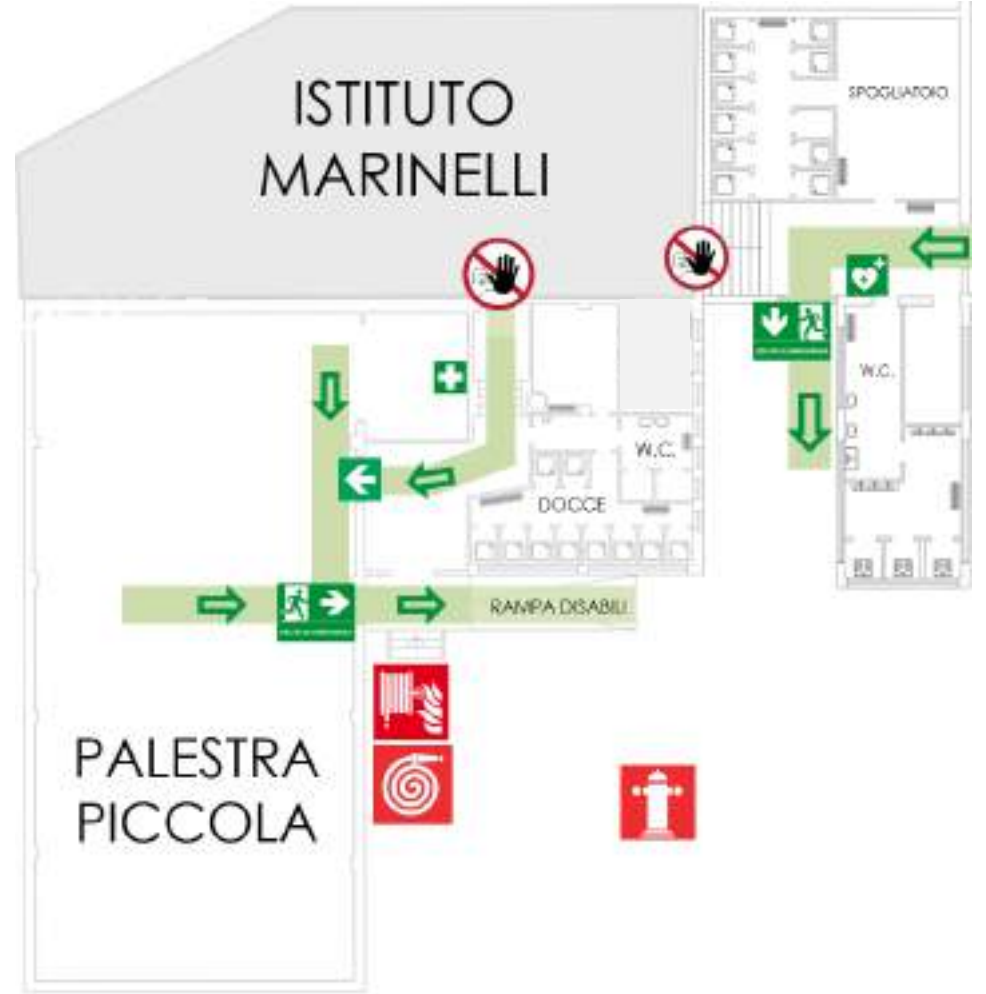 ISTITUTO
MARINELLI
SPOGLIATOIO
W.C.
W.C.
DOCCE
RAMPA DISABILI
PALESTRA
PICCOLA